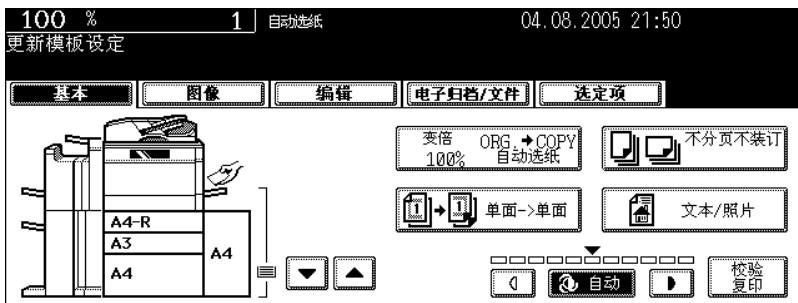 100 % 1 自动选纸 04.08.2005 21:50
更新模板设定
基本 图像 编辑 电子归档/文件 选定项
变倍 ORG.➔COPY
100% 自动选纸
不分页不装订
1➔1 单面->单面
文本/照片
A4-R
A3
A4
A4
自动
校验
复印